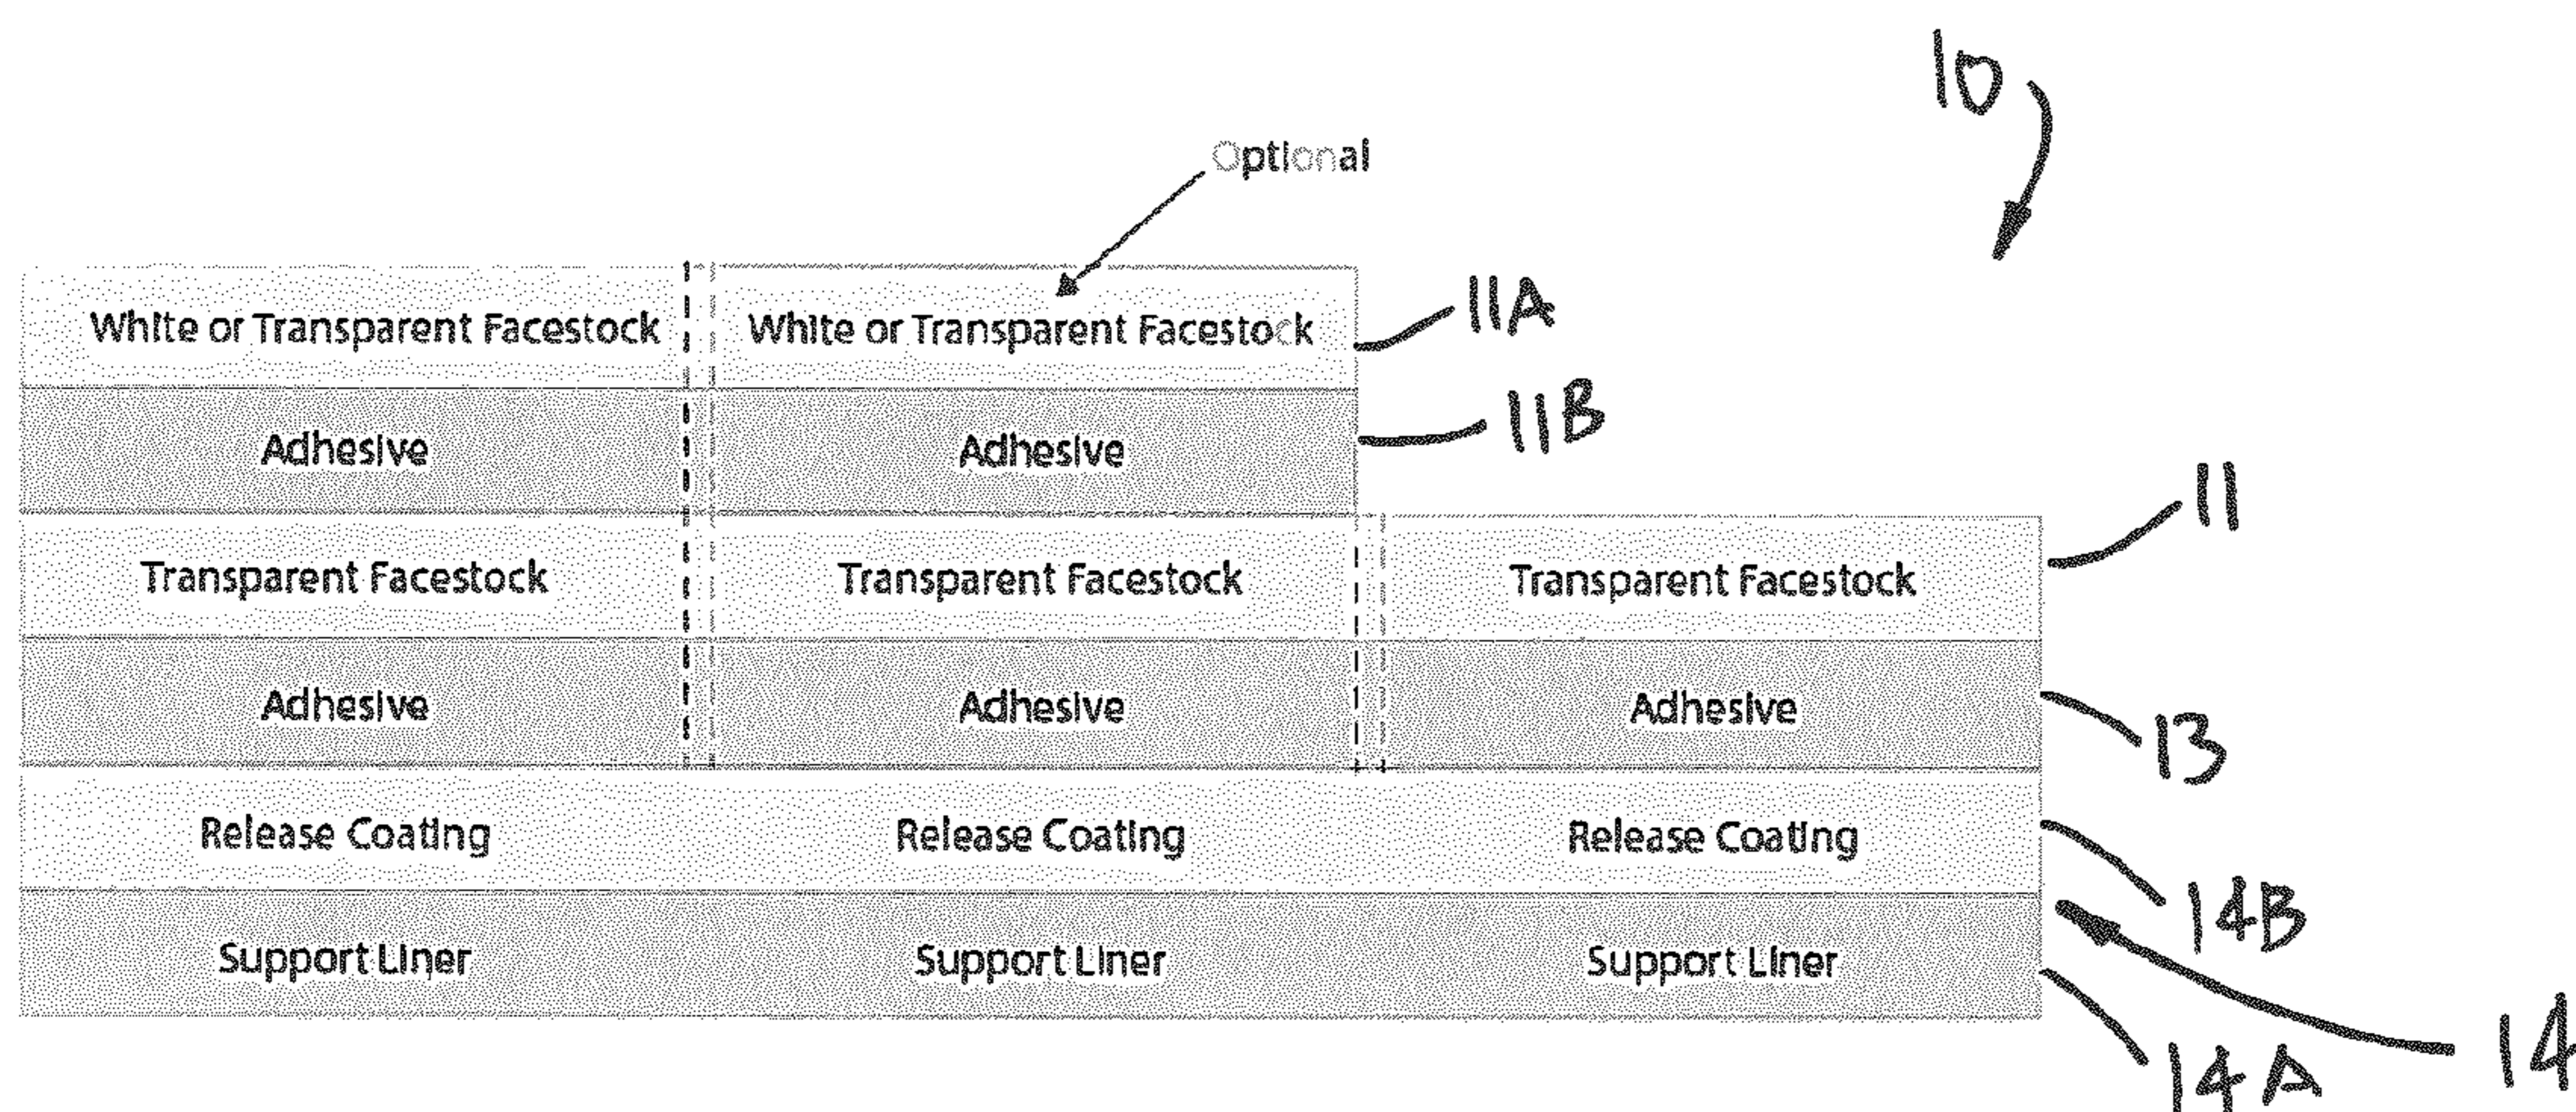 10
Optional
White or Transparent Facestock White or Transparent Facestock 11A
Adhesive Adhesive 11B
11
Transparent Facestock Transparent Facestock Transparent Facestock
Adhesive Adhesive Adhesive
13
Release Coating Release Coating Release Coating
14B
Support Liner Support Liner Support Liner
14
14A